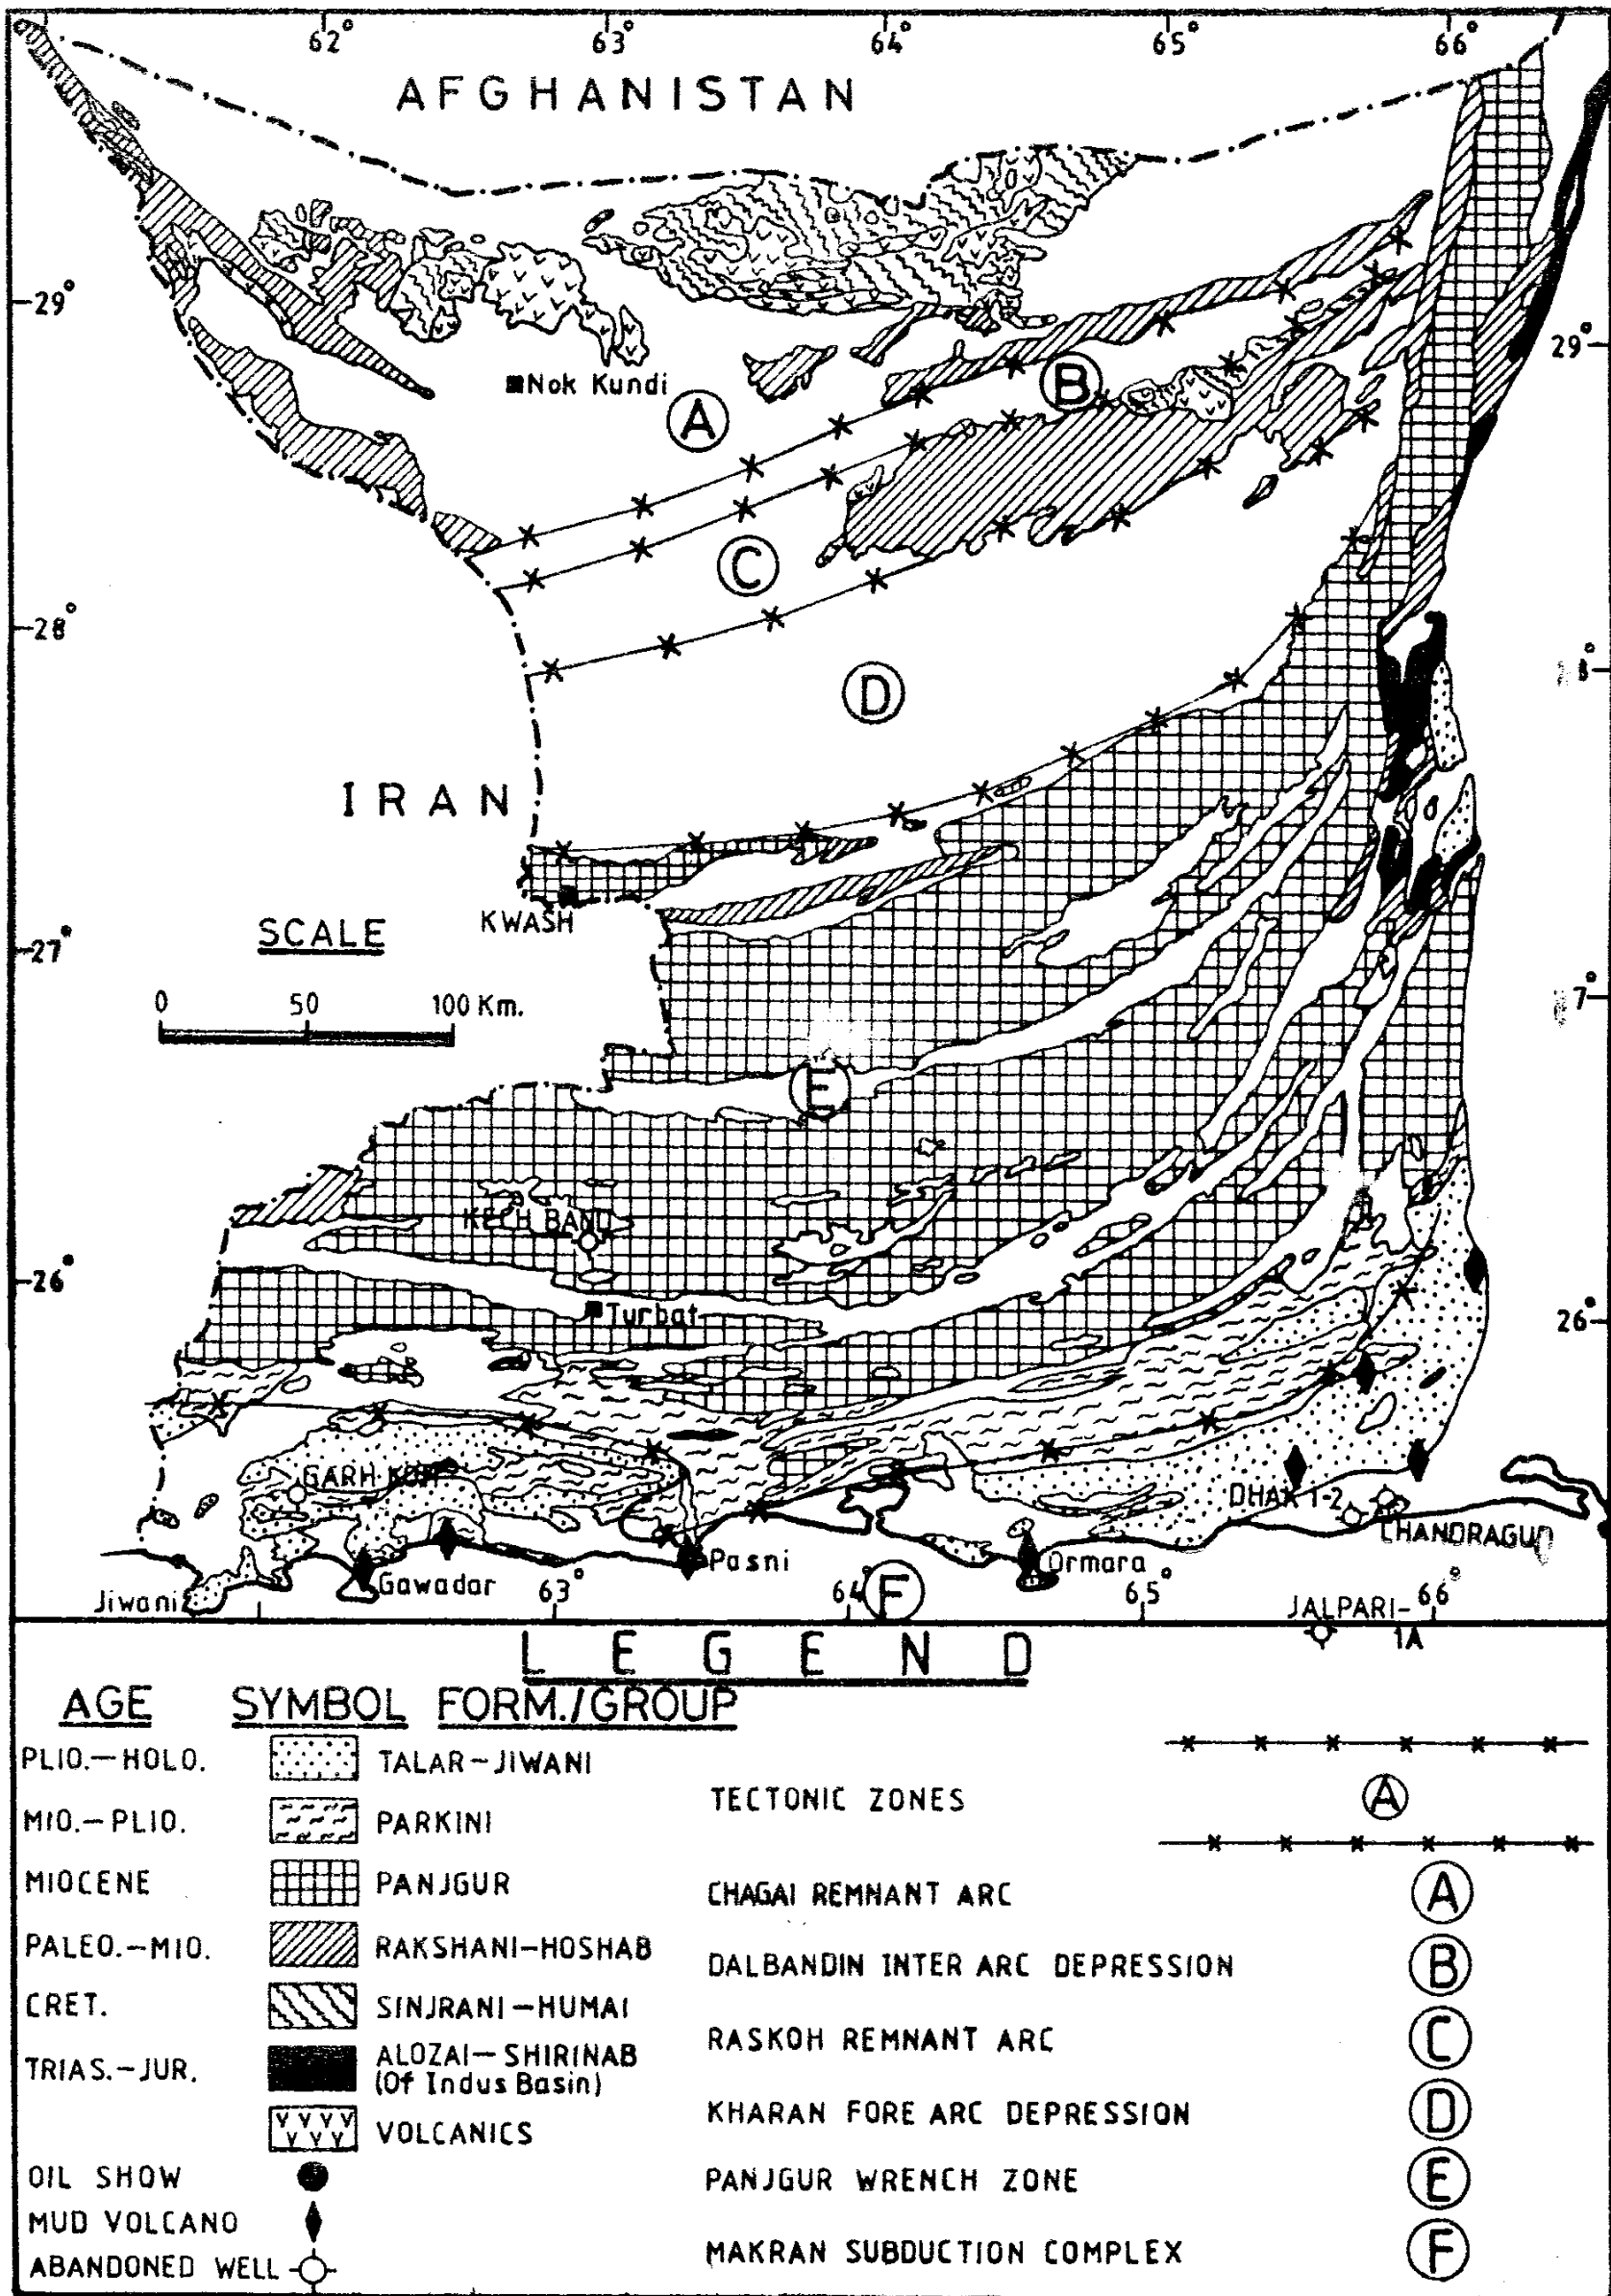 62° 63° 64° 65° 66°
AFGHANISTAN
29°
29°
Nok Kundi
A
B
C
28°
D
IRAN
KWASH
27°
SCALE
0 50 100 Km.
E
KECH BAND
26°
Turbat
26°
GARH KOH
DHAK 1-2
CHANDRAGUP
Pasni
Ormara
Gawadar
Jiwani
63° 64° 65° 66°
F
JALPARI-1A
LEGEND
AGE SYMBOL FORM./GROUP
PLIO.-HOLO. TALAR-JIWANI
MIO.-PLIO. PARKINI
MIOCENE PANJGUR
PALEO.-MIO. RAKSHANI-HOSHAB
CRET. SINJRANI-HUMAI
TRIAS.-JUR. ALOZAI-SHIRINAB
(Of Indus Basin)
VVVV
VVV
VOLCANICS
OIL SHOW
MUD VOLCANO
ABANDONED WELL
TECTONIC ZONES A
CHAGAI REMNANT ARC A
DALBANDIN INTER ARC DEPRESSION B
RASKOH REMNANT ARC C
KHARAN FORE ARC DEPRESSION D
PANJGUR WRENCH ZONE E
MAKRAN SUBDUCTION COMPLEX F